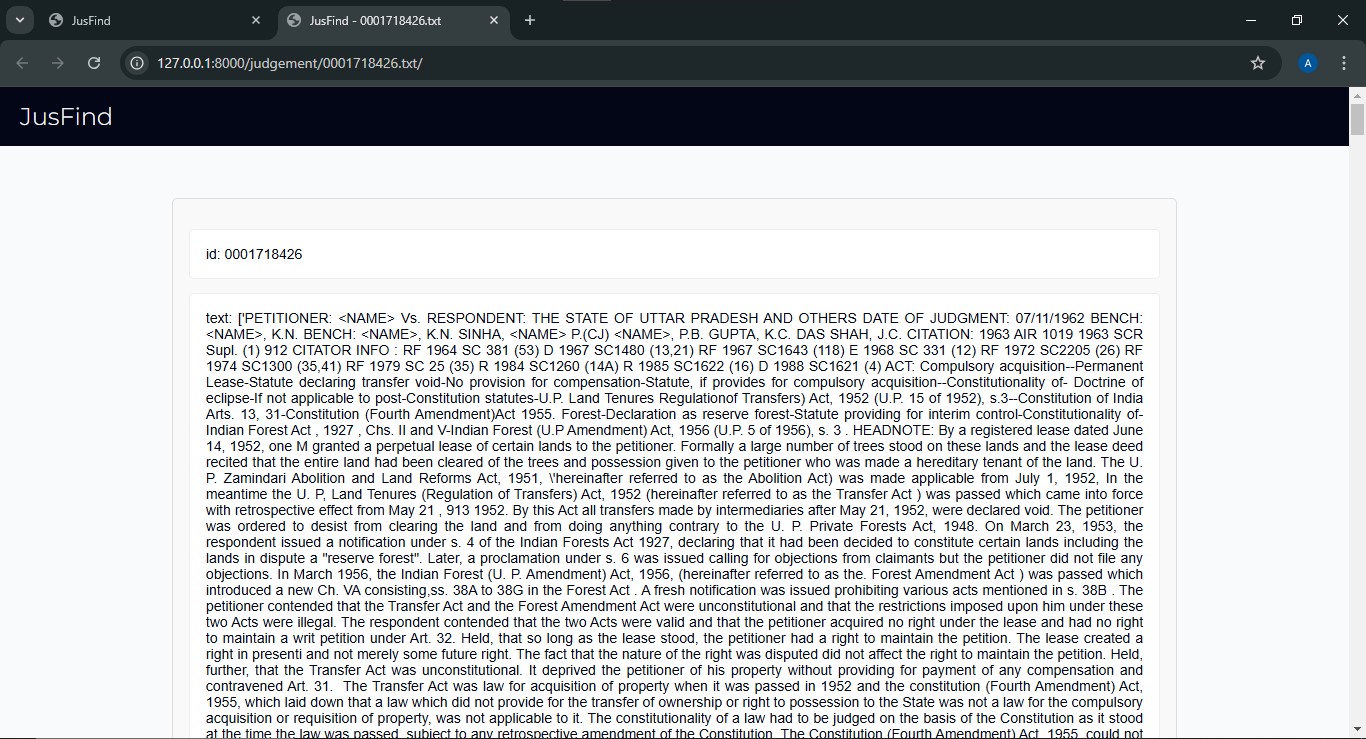 JusFind
JusFind - 0001718426.txt
127.0.0.1:8000/judgement/0001718426.txt/
A
JusFind
id: 0001718426
text: ['PETITIONER: <NAME> Vs. RESPONDENT: THE STATE OF UTTAR PRADESH AND OTHERS DATE OF JUDGMENT: 07/11/1962 BENCH:
<NAME>, K.N. BENCH: <NAME>, K.N. SINHA, <NAME> P.(CJ) <NAME>, P.B. GUPTA, K.C. DAS SHAH, J.C. CITATION: 1963 AIR 1019 1963 SCR
Supl. (1) 912 CITATOR INFO : RF 1964 SC 381 (53) D 1967 SC1480 (13,21) RF 1967 SC1643 (118) E 1968 SC 331 (12) RF 1972 SC2205 (26) RF
1974 SC1300 (35,41) RF 1979 SC 25 (35) R 1984 SC1260 (14A) R 1985 SC1622 (16) D 1988 SC1621 (4) ACT: Compulsory acquisition--Permanent
Lease-Statute declaring transfer void-No provision for compensation-Statute, if provides for compulsory acquisition--Constitutionality of- Doctrine of
eclipse-If not applicable to post-Constitution statutes-U.P. Land Tenures Regulationof Transfers) Act, 1952 (U.P. 15 of 1952), s.3--Constitution of India
Arts. 13, 31-Constitution (Fourth Amendment)Act 1955. Forest-Declaration as reserve forest-Statute providing for interim control-Constitutionality of-
Indian Forest Act , 1927 , Chs. II and V-Indian Forest (U.P Amendment) Act, 1956 (U.P. 5 of 1956), s. 3 . HEADNOTE: By a registered lease dated June
14, 1952, one M granted a perpetual lease of certain lands to the petitioner. Formally a large number of trees stood on these lands and the lease deed
recited that the entire land had been cleared of the trees and possession given to the petitioner who was made a hereditary tenant of the land. The U.
P. Zamindari Abolition and Land Reforms Act, 1951, \'hereinafter referred to as the Abolition Act) was made applicable from July 1, 1952, In the
meantime the U. P, Land Tenures (Regulation of Transfers) Act, 1952 (hereinafter referred to as the Transfer Act ) was passed which came into force
with retrospective effect from May 21 , 913 1952. By this Act all transfers made by intermediaries after May 21, 1952, were declared void. The petitioner
was ordered to desist from clearing the land and from doing anything contrary to the U. P. Private Forests Act, 1948. On March 23, 1953, the
respondent issued a notification under s. 4 of the Indian Forests Act 1927, declaring that it had been decided to constitute certain lands including the
lands in dispute a "reserve forest". Later, a proclamation under s. 6 was issued calling for objections from claimants but the petitioner did not file any
objections. In March 1956, the Indian Forest (U. P. Amendment) Act, 1956, (hereinafter referred to as the. Forest Amendment Act ) was passed which
introduced a new Ch. VA consisting,ss. 38A to 38G in the Forest Act . A fresh notification was issued prohibiting various acts mentioned in s. 38B . The
petitioner contended that the Transfer Act and the Forest Amendment Act were unconstitutional and that the restrictions imposed upon him under these
two Acts were illegal. The respondent contended that the two Acts were valid and that the petitioner acquired no right under the lease and had no right
to maintain a writ petition under Art. 32. Held, that so long as the lease stood, the petitioner had a right to maintain the petition. The lease created a
right in presenti and not merely some future right. The fact that the nature of the right was disputed did not affect the right to maintain the petition. Held,
further, that the Transfer Act was unconstitutional. It deprived the petitioner of his property without providing for payment of any compensation and
contravened Art. 31. The Transfer Act was law for acquisition of property when it was passed in 1952 and the constitution (Fourth Amendment) Act,
1955, which laid down that a law which did not provide for the transfer of ownership or right to possession to the State was not a law for the compulsory
acquisition or requisition of property, was not applicable to it. The constitutionality of a law had to be judged on the basis of the Constitution as it stood
at the time the law was passed, subject to any retrospective amendment of the Constitution. The Constitution (Fourth Amendment) Act, 1955, could not